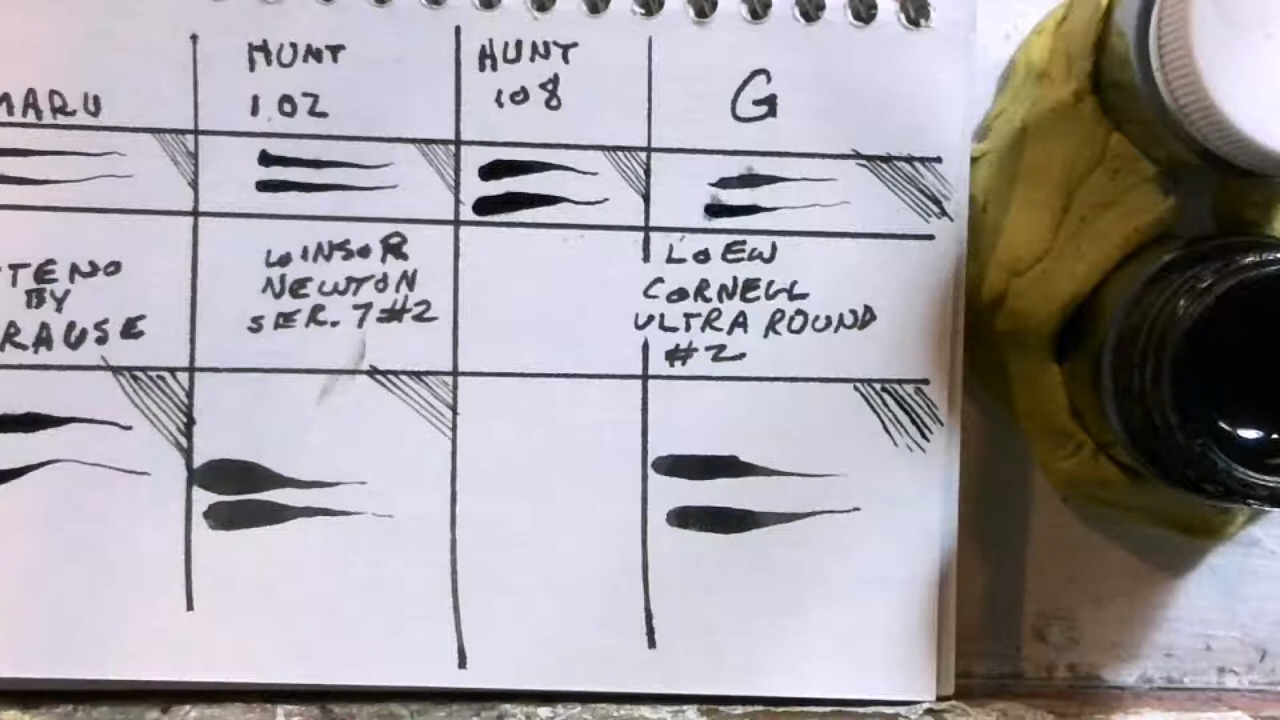 MARU
HUNT
102
HUNT
108
G
TENO
BY
RAUSE
WINSOR
NEWTON
SER. 7 #2
LOEW
CORNELL
ULTRA ROUND
#2